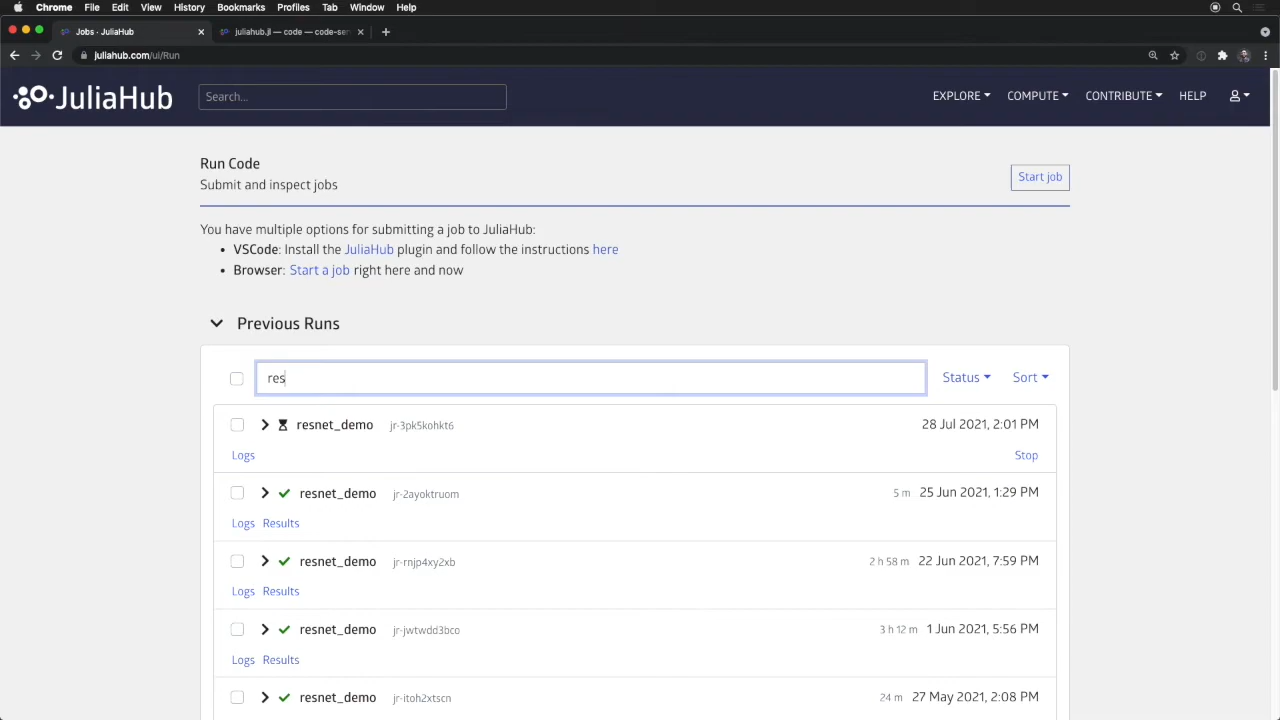 Chrome File Edit View History Bookmarks Profiles Tab Window Help
Jobs · JuliaHub
juliahub.jl — code — code-ser
juliahub.com/ui/Run
JuliaHub
Search...
EXPLORE COMPUTE CONTRIBUTE HELP
Run Code
Submit and inspect jobs
Start job
You have multiple options for submitting a job to JuliaHub:
• VSCode: Install the JuliaHub plugin and follow the instructions here
• Browser: Start a job right here and now
Previous Runs
res
Status Sort
resnet_demo jr-3pk5kohkt6 28 Jul 2021, 2:01 PM
Logs Stop
resnet_demo jr-2ayoktruom 5 m 25 Jun 2021, 1:29 PM
Logs Results
resnet_demo jr-rnjp4xy2xb 2 h 58 m 22 Jun 2021, 7:59 PM
Logs Results
resnet_demo jr-jwtwdd3bco 3 h 12 m 1 Jun 2021, 5:56 PM
Logs Results
resnet_demo jr-itoh2xtscn 24 m 27 May 2021, 2:08 PM